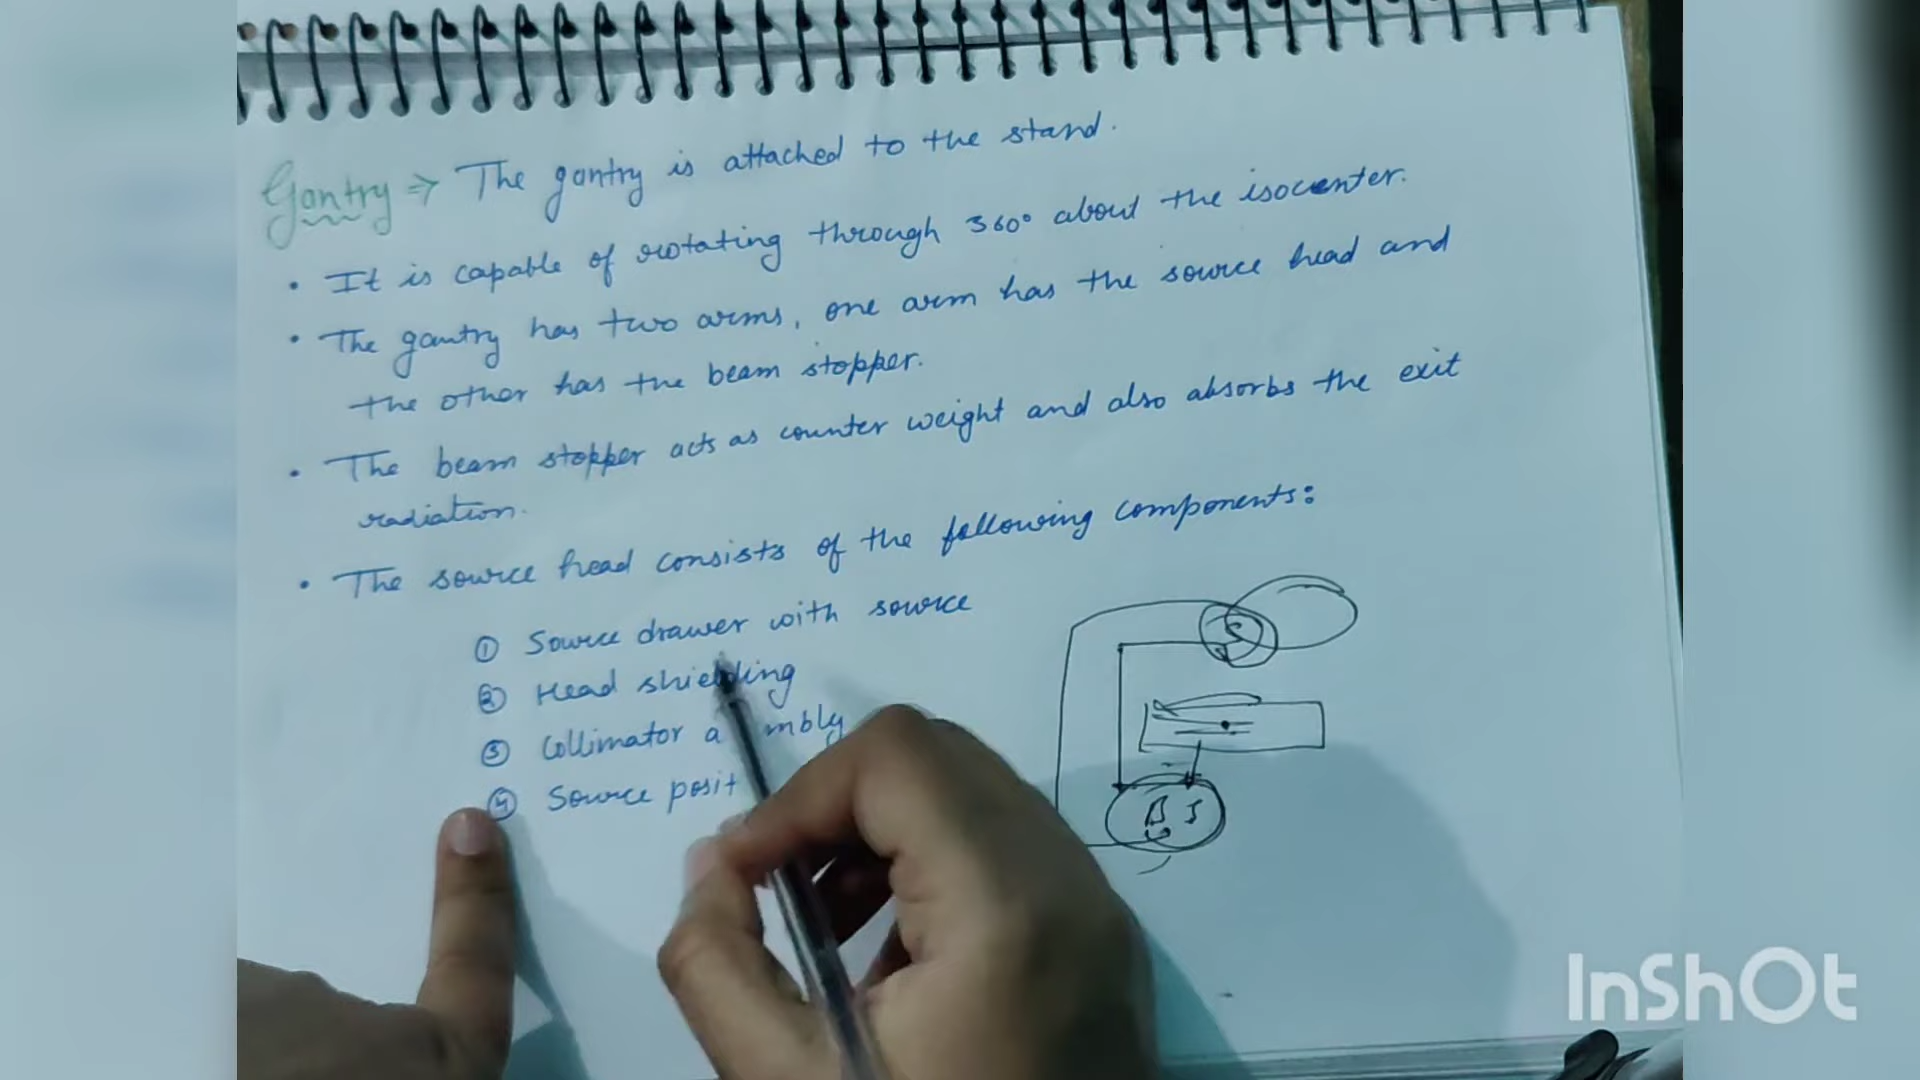 Gantry ⇒ The gantry is attached to the stand.
• It is capable of rotating through 360° about the isocenter.
• The gantry has two arms, one arm has the source head and
the other has the beam stopper.
• The beam stopper acts as counter weight and also absorbs the exit
radiation.
• The source head consists of the following components:
① Source drawer with source
② Head shielding
③ Collimator a mbly
④ Source posit
S
B S
InShOt